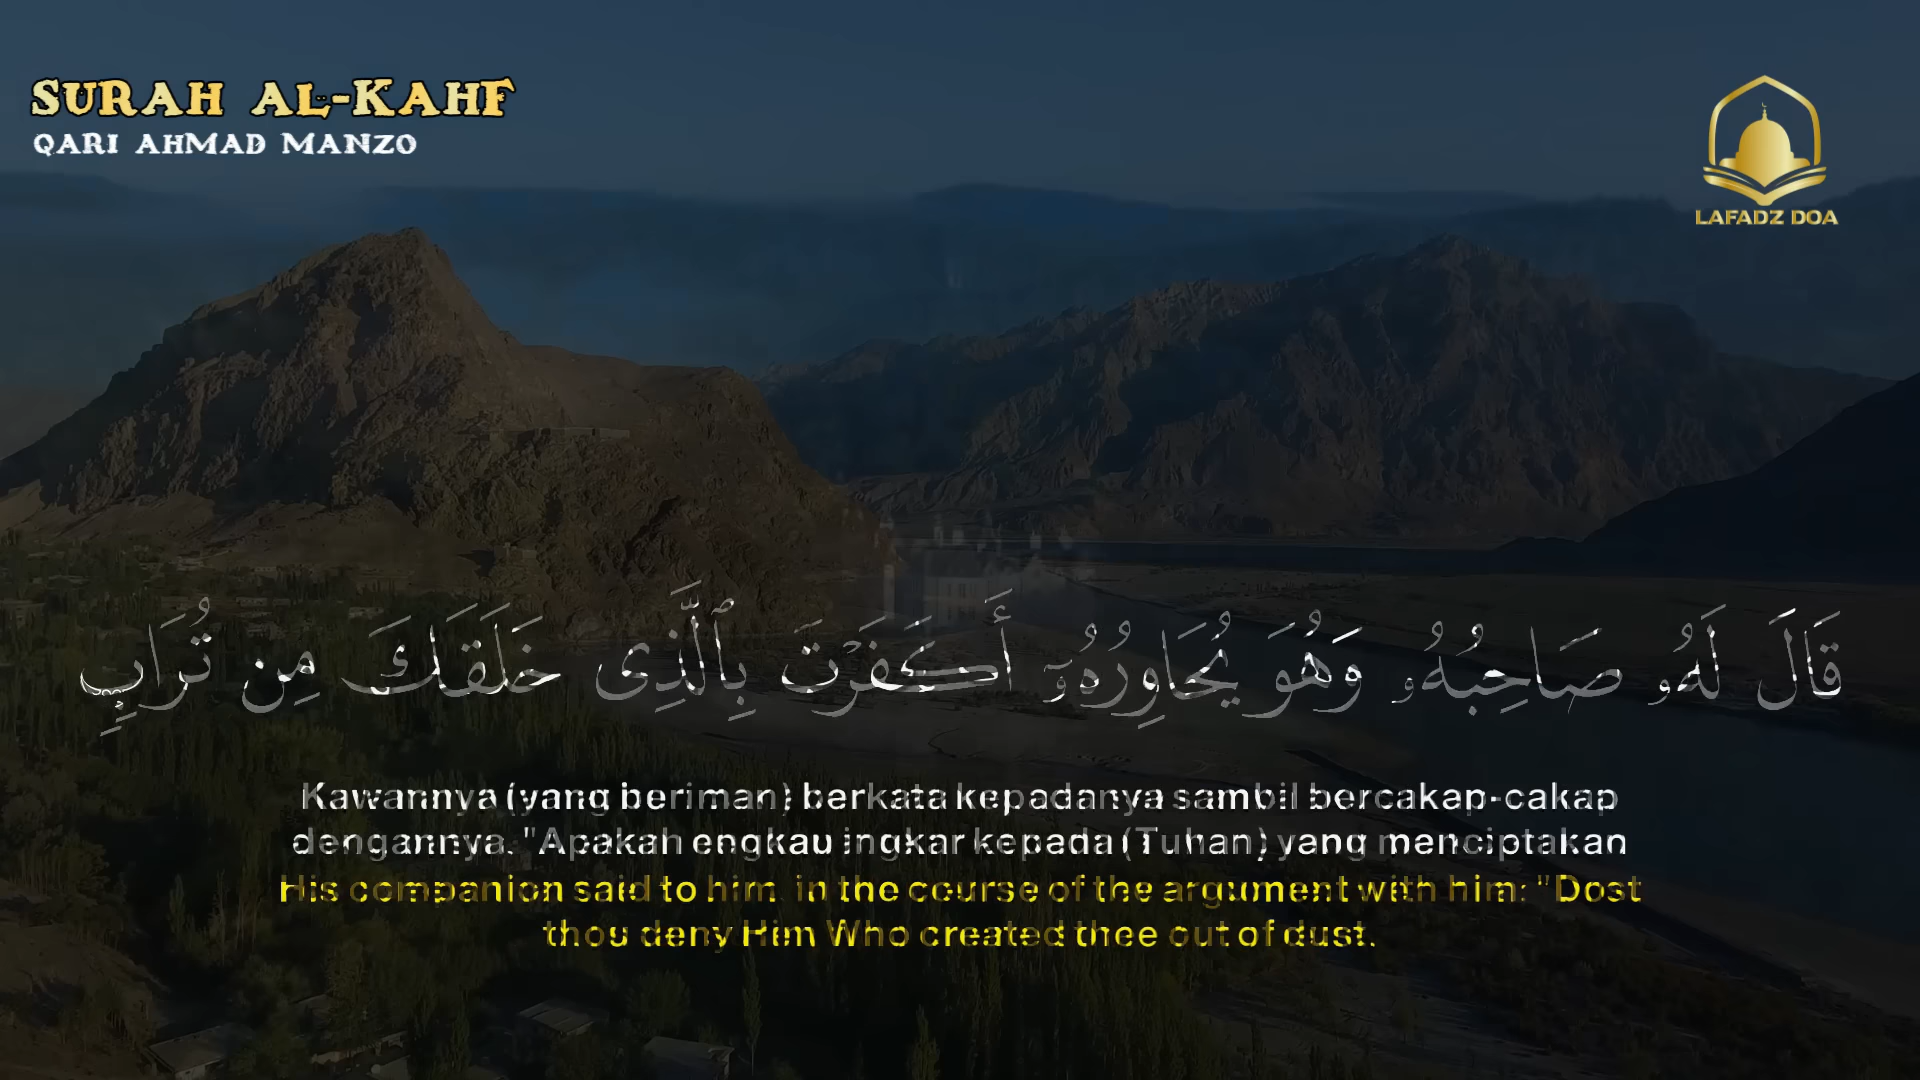 SURAH AL-KAHF
QARI AHMAD MANZO
LAFADZ DOA
قَالَ لَهُۥ صَاحِبُهُۥ وَهُوَ يُحَاوِرُهُۥٓ أَكَفَرْتَ بِٱلَّذِى خَلَقَكَ مِن تُرَابٍ
Kawannya (yang beriman) berkata kepadanya sambil bercakap-cakap
dengannya, "Apakah engkau ingkar kepada (Tuhan) yang menciptakan
His companion said to him, in the course of the argument with him: "Dost
thou deny Him Who created thee out of dust.